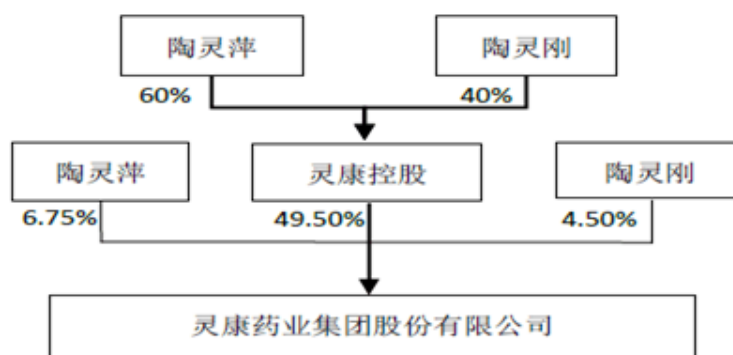 陶灵萍 陶灵刚
60% 40%
陶灵萍 灵康控股 陶灵刚
6.75% 49.50% 4.50%
灵康药业集团股份有限公司